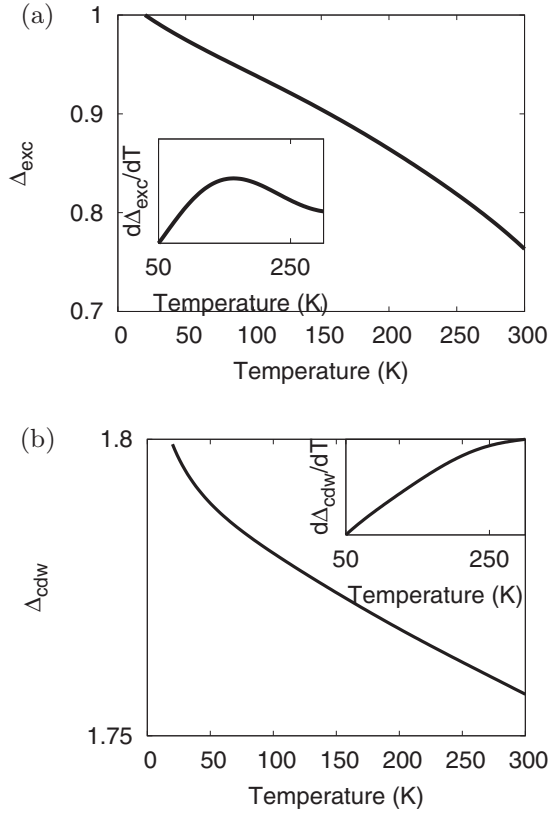 (a)
1
0.9
0.8
0.7
Δexc
dΔexc/dT
50 250
Temperature (K)
0 50 100 150 200 250 300
Temperature (K)
(b)
1.8
1.75
Δcdw
dΔcdw/dT
50 250
Temperature (K)
0 50 100 150 200 250 300
Temperature (K)